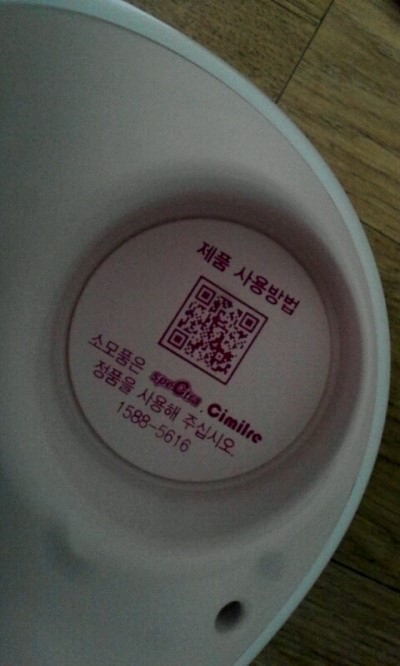 제품 사용방법
소모품은 speCtra, Cimilre
정품을 사용해 주십시오.
1588-5616